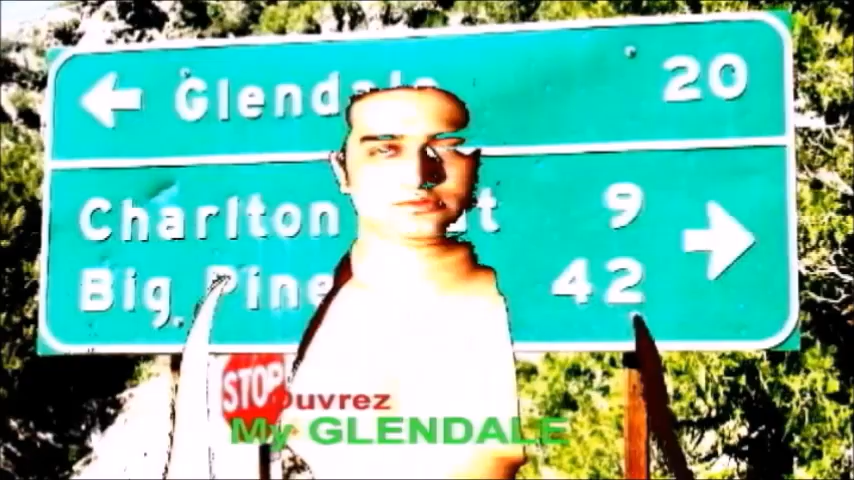 Glendale 20
Charlton 9
Big Pine 42
STOP
Ouvrez
My GLENDALE